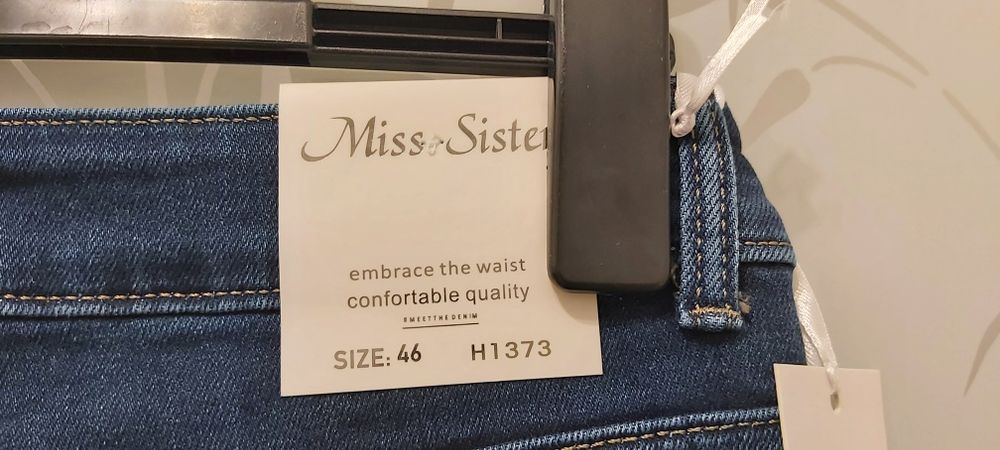 Miss Sister
embrace the waist
confortable quality
#MEETTHEDENIM
SIZE: 46 H1373